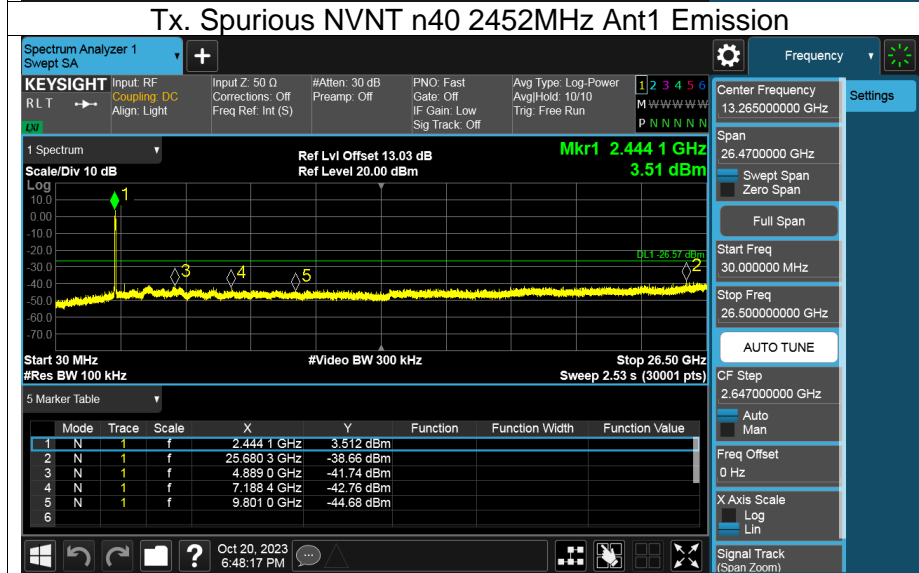 Tx. Spurious NVNT n40 2452MHz Ant1 Emission
Spectrum Analyzer 1
Swept SA
+
Frequency
KEYSIGHT
R L T
LXI
Input: RF
Coupling: DC
Align: Light
Input Z: 50 Ω
Corrections: Off
Freq Ref: Int (S)
#Atten: 30 dB
Preamp: Off
PNO: Fast
Gate: Off
IF Gain: Low
Sig Track: Off
Avg Type: Log-Power
Avg|Hold: 10/10
Trig: Free Run
1 2 3 4 5 6
M W W W W W
P N N N N N
1 Spectrum
Scale/Div 10 dB
Ref Lvl Offset 13.03 dB
Ref Level 20.00 dBm
Mkr1 2.444 1 GHz
3.51 dBm
Log
10.0
0.00
-10.0
-20.0
-30.0
-40.0
-50.0
-60.0
-70.0
1
3
4
5
2
DL1 -26.57 dBm
Start 30 MHz
#Res BW 100 kHz
#Video BW 300 kHz
Stop 26.50 GHz
Sweep 2.53 s (30001 pts)
5 Marker Table
Mode Trace Scale X Y Function Function Width Function Value
1 N 1 f 2.444 1 GHz 3.512 dBm
2 N 1 f 25.680 3 GHz -38.66 dBm
3 N 1 f 4.889 0 GHz -41.74 dBm
4 N 1 f 7.188 4 GHz -42.76 dBm
5 N 1 f 9.801 0 GHz -44.68 dBm
6
?
Oct 20, 2023
6:48:17 PM
Settings
Center Frequency
13.265000000 GHz
Span
26.4700000 GHz
Swept Span
Zero Span
Full Span
Start Freq
30.000000 MHz
Stop Freq
26.500000000 GHz
AUTO TUNE
CF Step
2.647000000 GHz
Auto
Man
Freq Offset
0 Hz
X Axis Scale
Log
Lin
Signal Track
(Span Zoom)